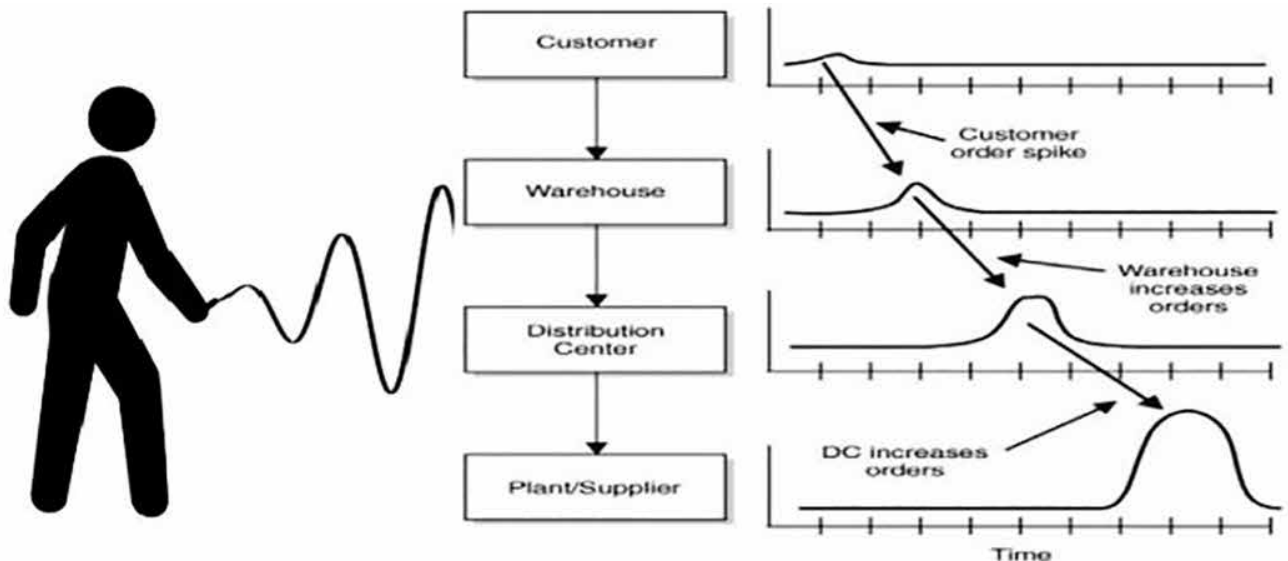 Customer
Customer
order spike
Warehouse
Warehouse
increases
orders
Distribution
Center
DC increases
orders
Plant/Supplier
Time